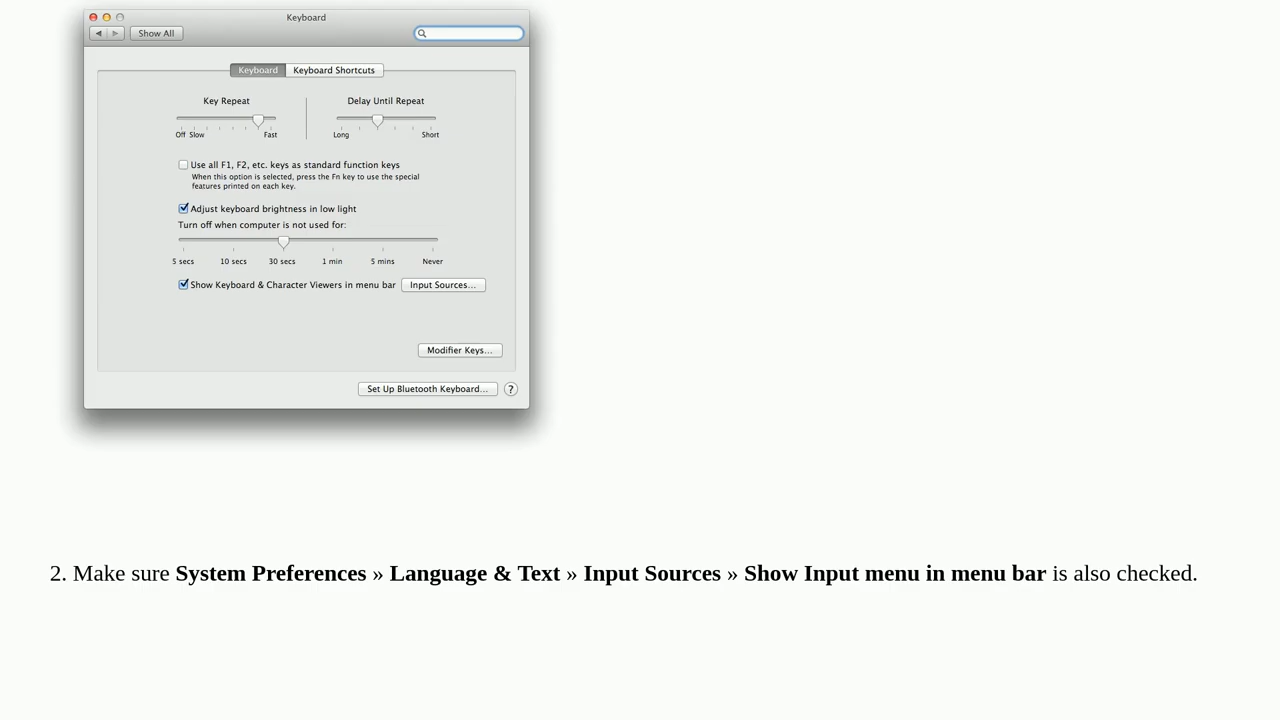 Keyboard
Show All
Keyboard Keyboard Shortcuts
Key Repeat Delay Until Repeat
Off Slow Fast Long Short
Use all F1, F2, etc. keys as standard function keys
When this option is selected, press the Fn key to use the special
features printed on each key.
Adjust keyboard brightness in low light
Turn off when computer is not used for:
5 secs 10 secs 30 secs 1 min 5 mins Never
Show Keyboard & Character Viewers in menu bar Input Sources...
Modifier Keys...
Set Up Bluetooth Keyboard... ?
2. Make sure System Preferences » Language & Text » Input Sources » Show Input menu in menu bar is also checked.